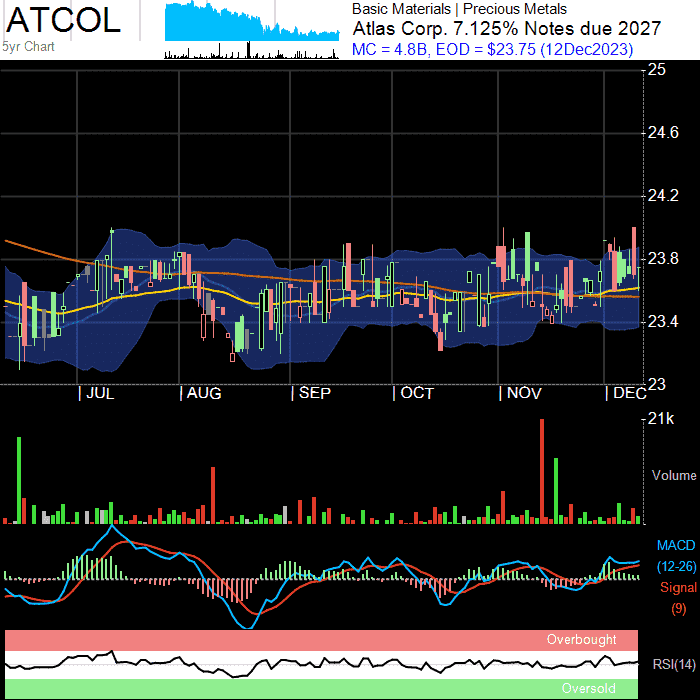 ATCOL
5yr Chart
Basic Materials | Precious Metals
Atlas Corp. 7.125% Notes due 2027
MC = 4.8B, EOD = $23.75 (12Dec2023)
25
24.6
24.2
23.8
23.4
23
| JUL | AUG | SEP | OCT | NOV | DEC
21k
Volume
MACD
(12-26)
Signal
(9)
Overbought
RSI(14)
Oversold